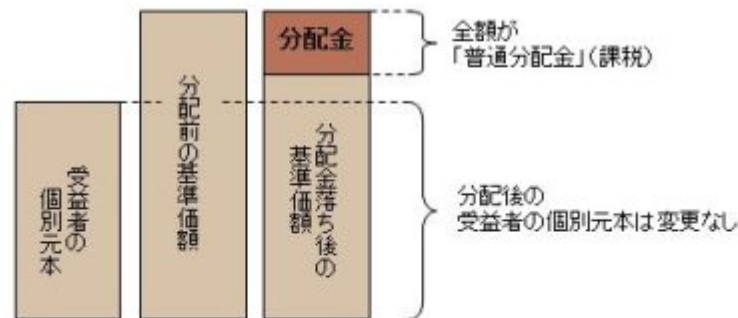 受益者の
個別元本
分配前の基準価額
分配金
分配金落ち後の
基準価額
全額が
「普通分配金」(課税)
分配後の
受益者の個別元本は変更なし